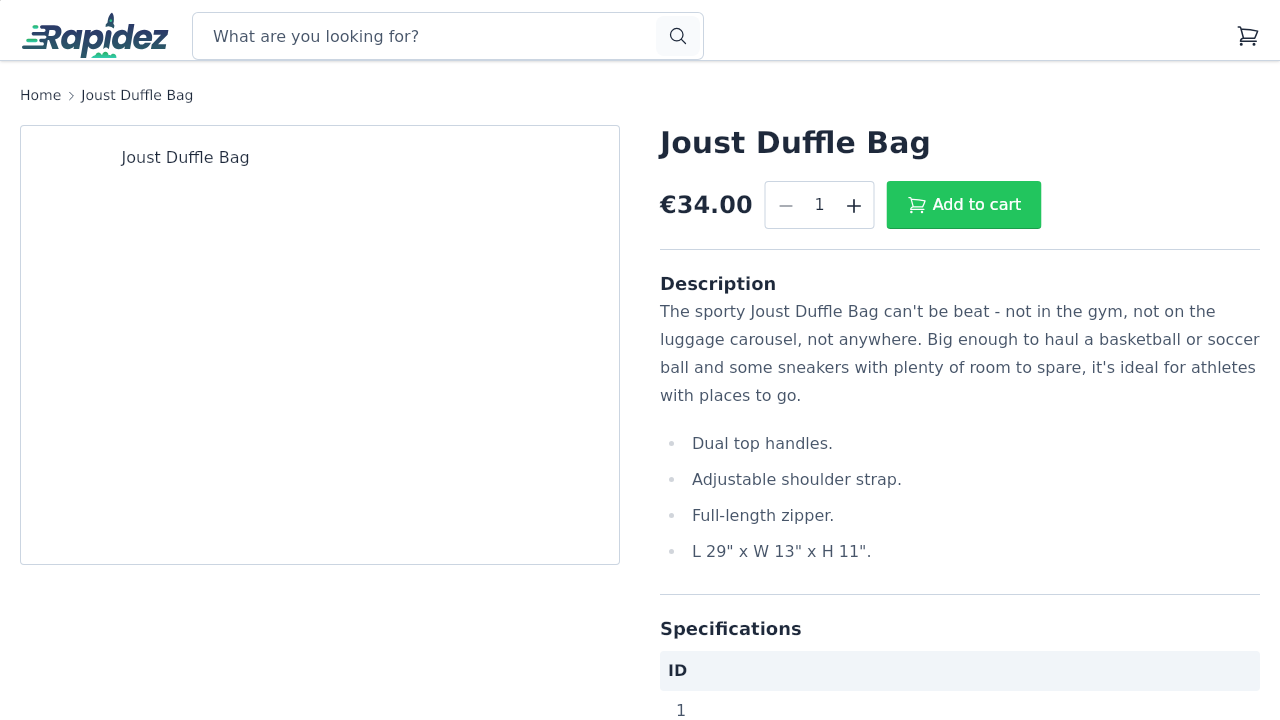 Rapidez
What are you looking for?
Home
Joust Duffle Bag
Joust Duffle Bag
Joust Duffle Bag
€34.00
1
Add to cart
Description
The sporty Joust Duffle Bag can't be beat - not in the gym, not on the
luggage carousel, not anywhere. Big enough to haul a basketball or soccer
ball and some sneakers with plenty of room to spare, it's ideal for athletes
with places to go.
Dual top handles.
Adjustable shoulder strap.
Full-length zipper.
L 29" x W 13" x H 11".
Specifications
ID
1